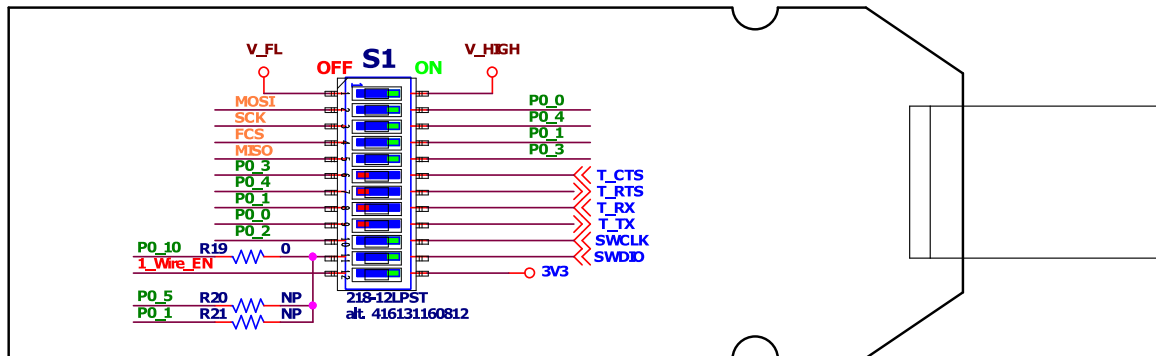 V_FL S1 V_HIGH
OFF ON
1
MOSI P0_0
SCK P0_4
FCS P0_1
MISO P0_3
P0_3 T_CTS
P0_4 T_RTS
P0_1 T_RX
P0_0 T_TX
P0_2 SWCLK
P0_10 R19 0 SWDIO
1_Wire_EN 3V3
P0_5 R20 NP 218-12LPST
P0_1 R21 NP alt. 416131160812